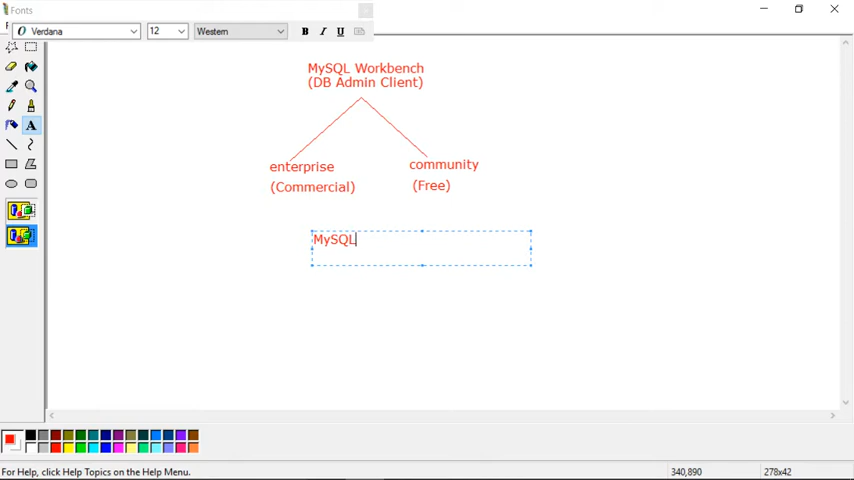 Fonts
Verdana
12
Western
B I U
MySQL Workbench
(DB Admin Client)
enterprise
community
(Commercial)
(Free)
MySQL
A
For Help, click Help Topics on the Help Menu.
340,890
278x42